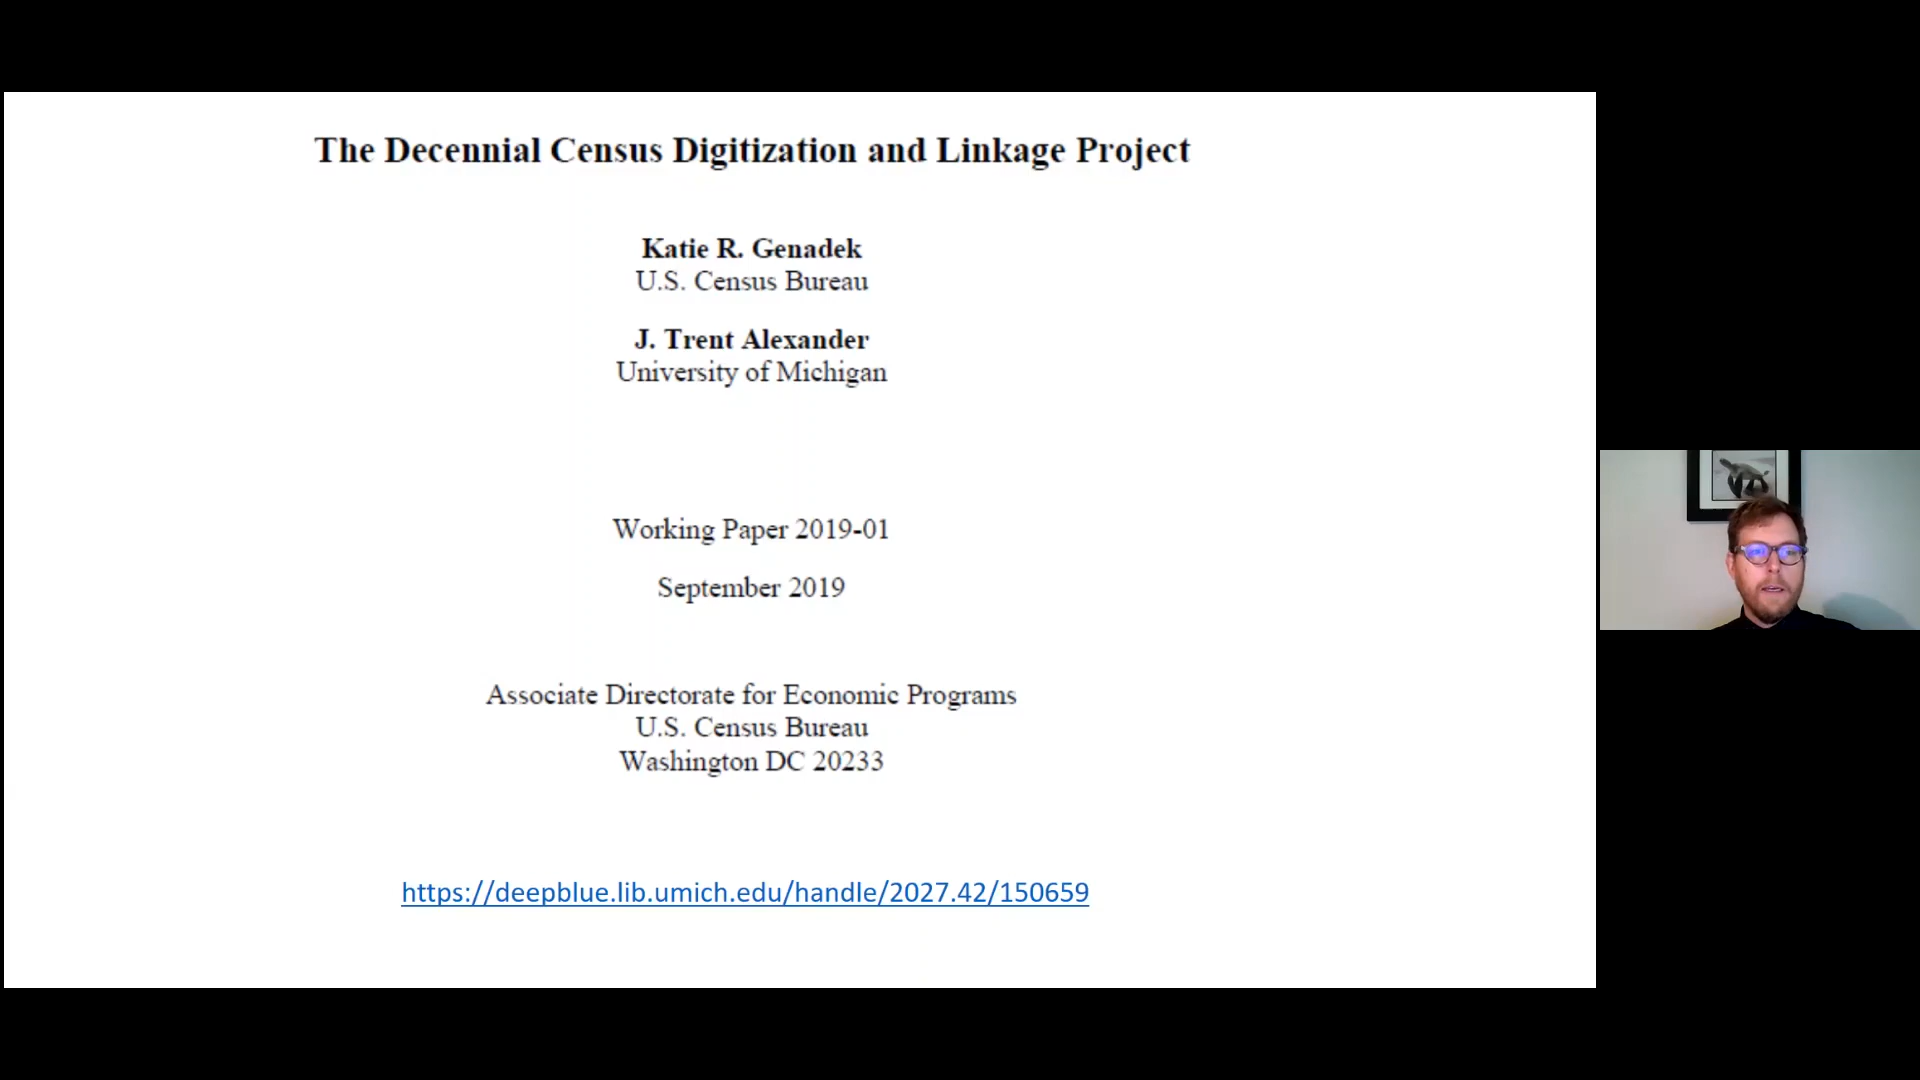 The Decennial Census Digitization and Linkage Project
Katie R. Genadek
U.S. Census Bureau
J. Trent Alexander
University of Michigan
Working Paper 2019-01
September 2019
Associate Directorate for Economic Programs
U.S. Census Bureau
Washington DC 20233
https://deepblue.lib.umich.edu/handle/2027.42/150659